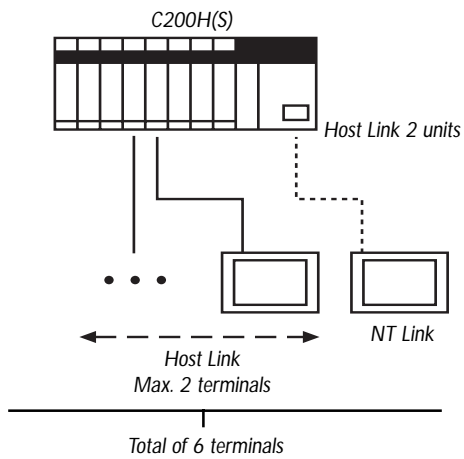 C200H(S)
Host Link 2 units
NT Link
Host Link
Max. 2 terminals
Total of 6 terminals